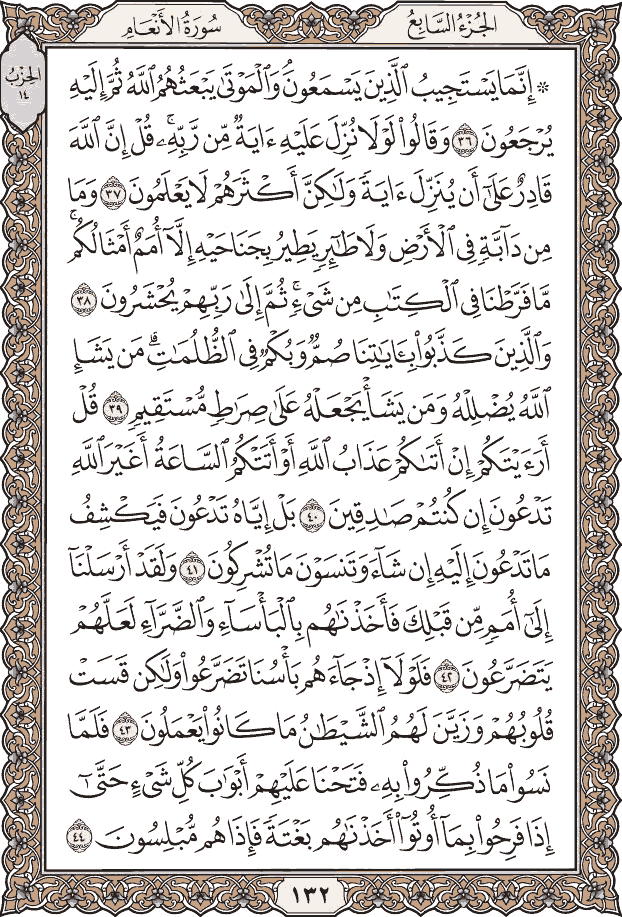 الجُزْءُ السَّابِعُ
سُورَةُ الأَنْعَامِ
الحِزْبُ
١٤
۞ إِنَّمَا يَسْتَجِيبُ ٱلَّذِينَ يَسْمَعُونَۘ وَٱلْمَوْتَىٰ يَبْعَثُهُمُ ٱللَّهُ ثُمَّ إِلَيْهِ
يُرْجَعُونَ ٣٦ وَقَالُوا۟ لَوْلَا نُزِّلَ عَلَيْهِ ءَايَةٌ مِّن رَّبِّهِۦۚ قُلْ إِنَّ ٱللَّهَ
قَادِرٌ عَلَىٰٓ أَن يُنَزِّلَ ءَايَةً وَلَـٰكِنَّ أَكْثَرَهُمْ لَا يَعْلَمُونَ ٣٧ وَمَا
مِن دَآبَّةٍ فِى ٱلْأَرْضِ وَلَا طَـٰٓئِرٍ يَطِيرُ بِجَنَاحَيْهِ إِلَّآ أُمَمٌ أَمْثَالُكُمۚ
مَّا فَرَّطْنَا فِى ٱلْكِتَـٰبِ مِن شَىْءٍۚ ثُمَّ إِلَىٰ رَبِّهِمْ يُحْشَرُونَ ٣٨
وَٱلَّذِينَ كَذَّبُوا۟ بِـَٔايَـٰتِنَا صُمٌّ وَبُكْمٌ فِى ٱلظُّلُمَـٰتِۗ مَن يَشَإِ
ٱللَّهُ يُضْلِلْهُ وَمَن يَشَأْ يَجْعَلْهُ عَلَىٰ صِرَٰطٍ مُّسْتَقِيمٍ ٣٩ قُلْ
أَرَءَيْتَكُمْ إِنْ أَتَىٰكُمْ عَذَابُ ٱللَّهِ أَوْ أَتَتْكُمُ ٱلسَّاعَةُ أَغَيْرَ ٱللَّهِ
تَدْعُونَ إِن كُنتُمْ صَـٰدِقِينَ ٤٠ بَلْ إِيَّاهُ تَدْعُونَ فَيَكْشِفُ
مَا تَدْعُونَ إِلَيْهِ إِن شَآءَ وَتَنسَوْنَ مَا تُشْرِكُونَ ٤١ وَلَقَدْ أَرْسَلْنَآ
إِلَىٰٓ أُمَمٍ مِّن قَبْلِكَ فَأَخَذْنَـٰهُم بِٱلْبَأْسَآءِ وَٱلضَّرَّآءِ لَعَلَّهُمْ
يَتَضَرَّعُونَ ٤٢ فَلَوْلَآ إِذْ جَآءَهُم بَأْسُنَا تَضَرَّعُوا۟ وَلَـٰكِن قَسَتْ
قُلُوبُهُمْ وَزَيَّنَ لَهُمُ ٱلشَّيْطَـٰنُ مَا كَانُوا۟ يَعْمَلُونَ ٤٣ فَلَمَّا
نَسُوا۟ مَا ذُكِّرُوا۟ بِهِۦ فَتَحْنَا عَلَيْهِمْ أَبْوَٰبَ كُلِّ شَىْءٍ حَتَّىٰٓ
إِذَا فَرِحُوا۟ بِمَآ أُوتُوٓا۟ أَخَذْنَـٰهُم بَغْتَةً فَإِذَا هُم مُّبْلِسُونَ ٤٤
١٣٢